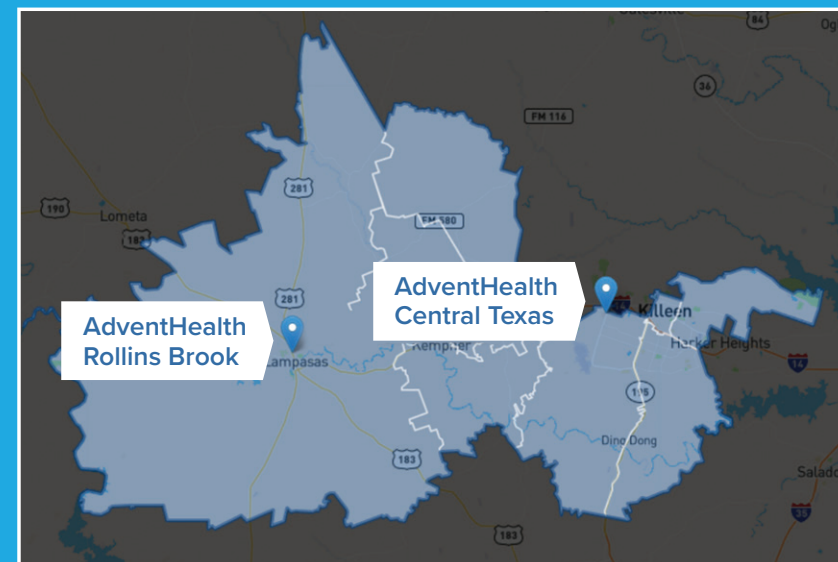 84
36
FM 116
281
190
Lometa
183
FM 580
281
AdventHealth
Central Texas
Killeen
AdventHealth
Rollins Brook
Lampasas
Kempner
Harker Heights
14
195
Ding Dong
183
Salado
35
183